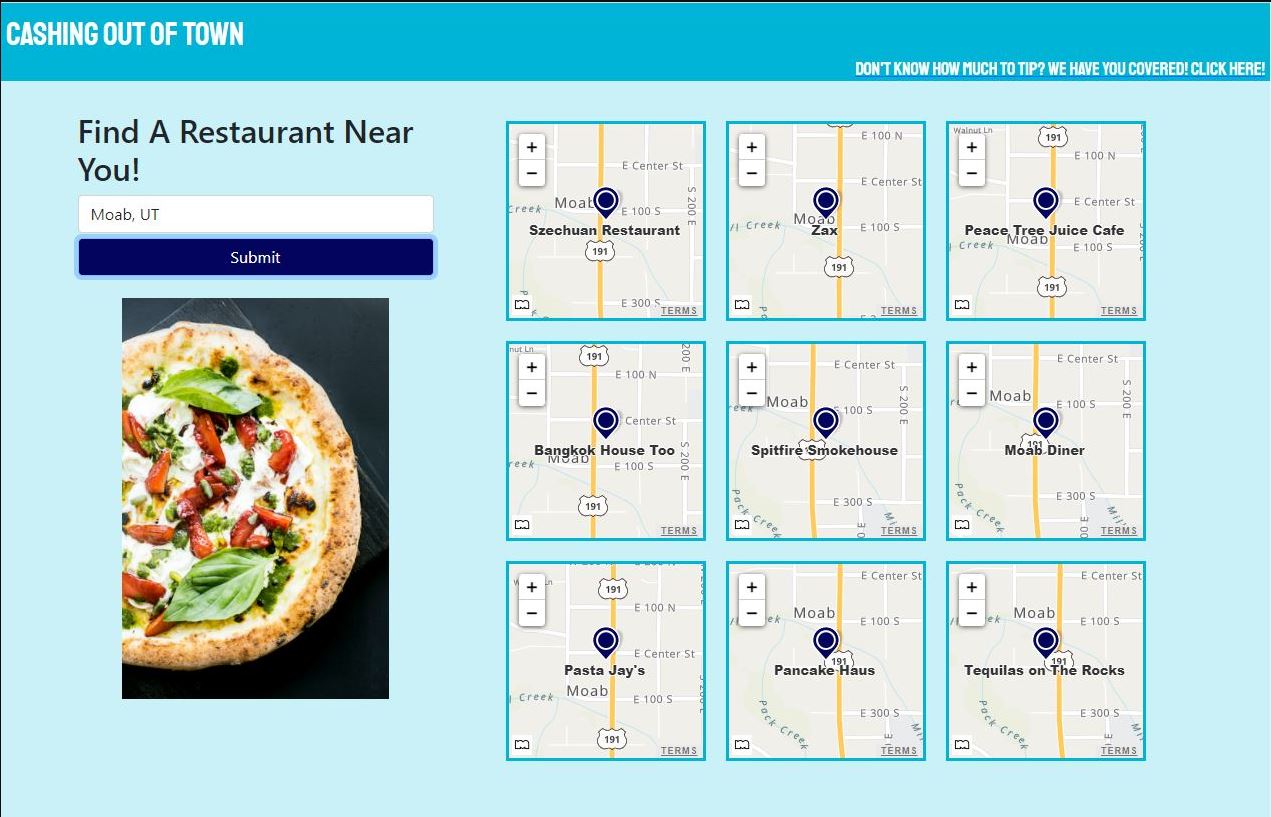 CASHING OUT OF TOWN
DON'T KNOW HOW MUCH TO TIP? WE HAVE YOU COVERED! CLICK HERE!
Find A Restaurant Near
You!
Moab, UT
Submit
+
−
E Center St
S 200 E
Moab
E 100 S
Creek
Szechuan Restaurant
191
E 300 S
TERMS
+
−
E 100 N
E Center St
Moab
Creek
E 100 S
Zax
191
TERMS
Walnut Ln
191
+
−
E 100 N
E Center St
Peace Tree Juice Cafe
Moab
Creek
E 100 S
191
TERMS
191
200 E
+
−
E 100 N
Center St
Bangkok House Too
Moab
E 100 S
S 200 E
191
TERMS
+
−
E Center St
S 200 E
Moab
E 100 S
191
Spitfire Smokehouse
E 300 S
Pack Creek
TERMS
+
−
E Center St
S 200 E
Moab
E 100 S
191
Moab Diner
E 300 S
Pack Creek
TERMS
+
−
191
E 100 N
E Center St
Pasta Jay's
Moab
Creek
E 100 S
191
TERMS
+
−
E Center St
Moab
E 100 S
191
Pancake Haus
E 300 S
Pack Creek
TERMS
+
−
E Center St
Moab
E 100 S
191
Tequilas on The Rocks
E 300 S
Pack Creek
TERMS